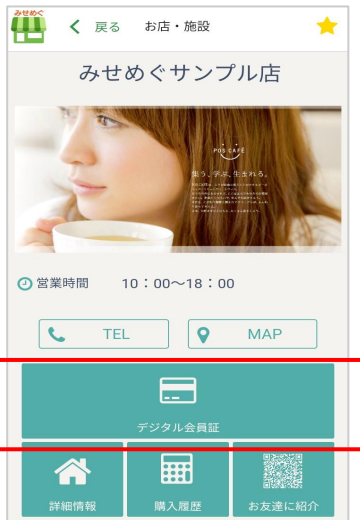 みせめぐ
戻る お店・施設
みせめぐサンプル店
POS CAFÉ
集う、学ぶ、生まれる。
営業時間 10：00～18：00
TEL MAP
デジタル会員証
詳細情報 購入履歴 お友達に紹介